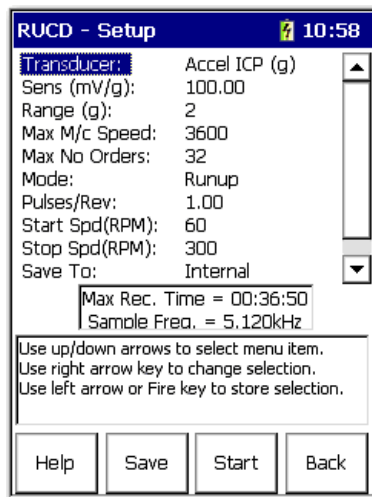 RUCD - Setup 10:58
Transducer: Accel ICP (g)
Sens (mV/g): 100.00
Range (g): 2
Max M/c Speed: 3600
Max No Orders: 32
Mode: Runup
Pulses/Rev: 1.00
Start Spd(RPM): 60
Stop Spd(RPM): 300
Save To: Internal
Max Rec. Time = 00:36:50
Sample Freq. = 5.120kHz
Use up/down arrows to select menu item.
Use right arrow key to change selection.
Use left arrow or Fire key to store selection.
Help Save Start Back